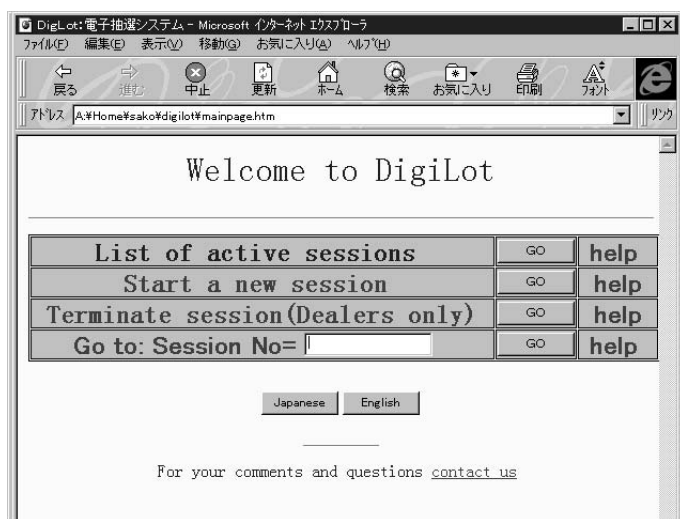 DigLot:電子抽選システム - Microsoft インターネット エクスプローラ
ファイル(F) 編集(E) 表示(V) 移動(G) お気に入り(A) ヘルプ(H)
戻る 進む 中止 更新 ホーム 検索 お気に入り 印刷 フォント
アドレス A:¥Home¥sako¥digilot¥mainpage.htm リンク
Welcome to DigiLot
List of active sessions GO help
Start a new session GO help
Terminate session(Dealers only) GO help
Go to: Session No= GO help
Japanese English
For your comments and questions contact us